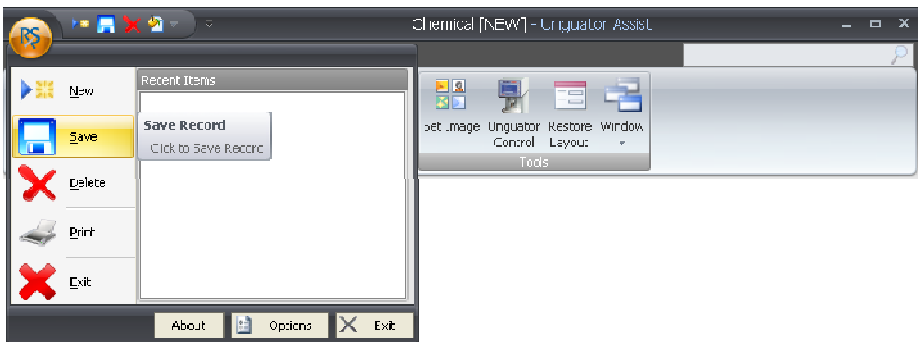 Chemical [NEW] - Unguator Assist
RS
New
Save
Delete
Print
Exit
Recent Items
Save Record
Click to Save Record
Set Image
Unguator Control
Restore Layout
Window
Tools
About
Options
Exit